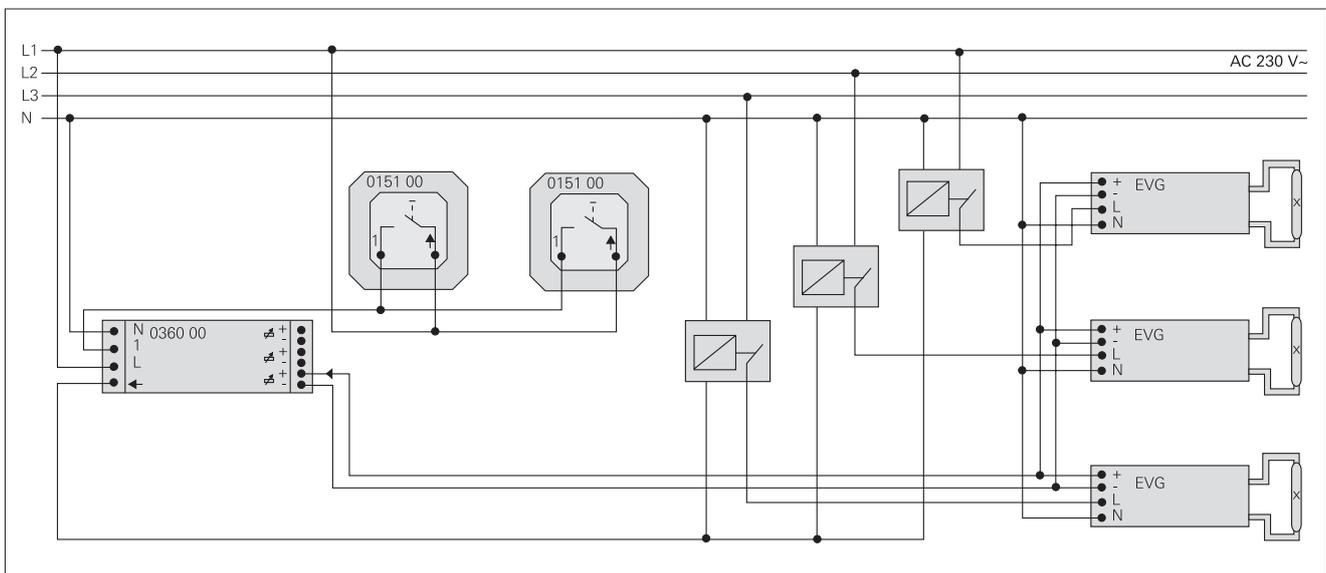 L1
L2
L3
N
AC 230 V~
0151 00
1
0151 00
1
N 0360 00
1
L
+
-
+
-
+
-
+
-
L
N
EVG
x
+
-
L
N
EVG
x
+
-
L
N
EVG
x